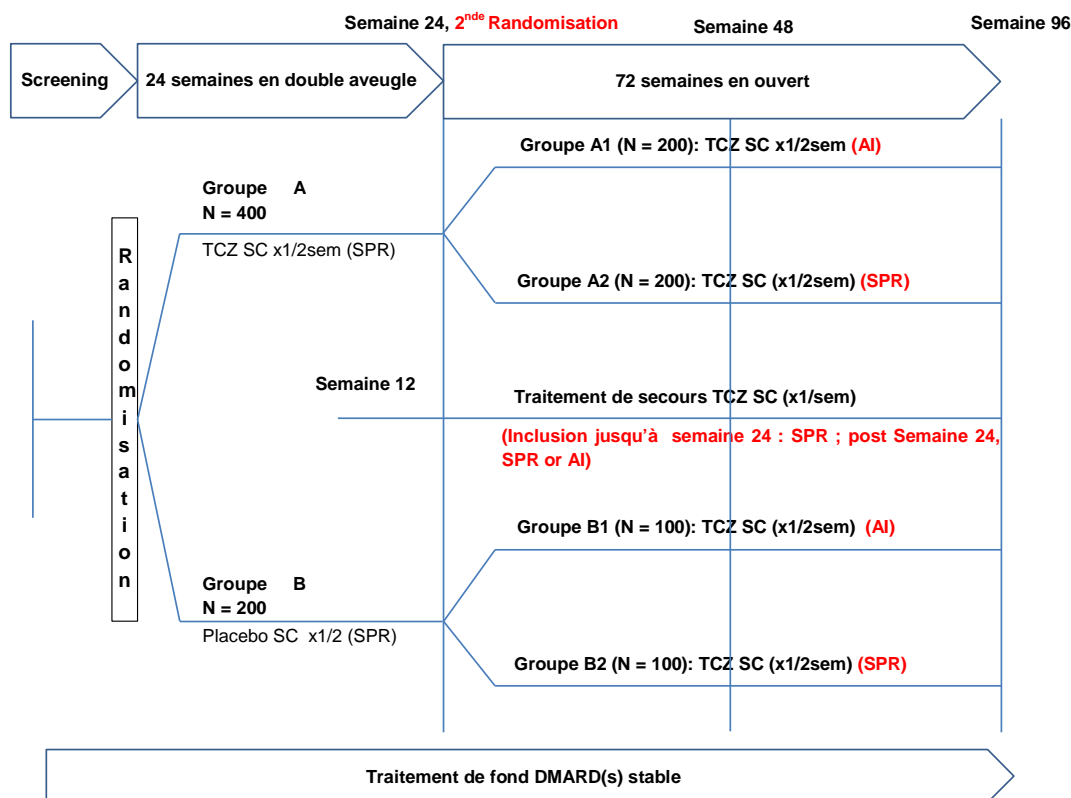 Semaine 24, 2nde Randomisation
Semaine 48
Semaine 96
Screening
24 semaines en double aveugle
72 semaines en ouvert
Groupe A1 (N = 200): TCZ SC x1/2sem (AI)
Groupe A
N = 400
TCZ SC x1/2sem (SPR)
Groupe A2 (N = 200): TCZ SC (x1/2sem) (SPR)
Randomisation
Semaine 12
Traitement de secours TCZ SC (x1/sem)
(Inclusion jusqu'à semaine 24 : SPR ; post Semaine 24,
SPR or AI)
Groupe B1 (N = 100): TCZ SC (x1/2sem) (AI)
Groupe B
N = 200
Placebo SC x1/2 (SPR)
Groupe B2 (N = 100): TCZ SC (x1/2sem) (SPR)
Traitement de fond DMARD(s) stable